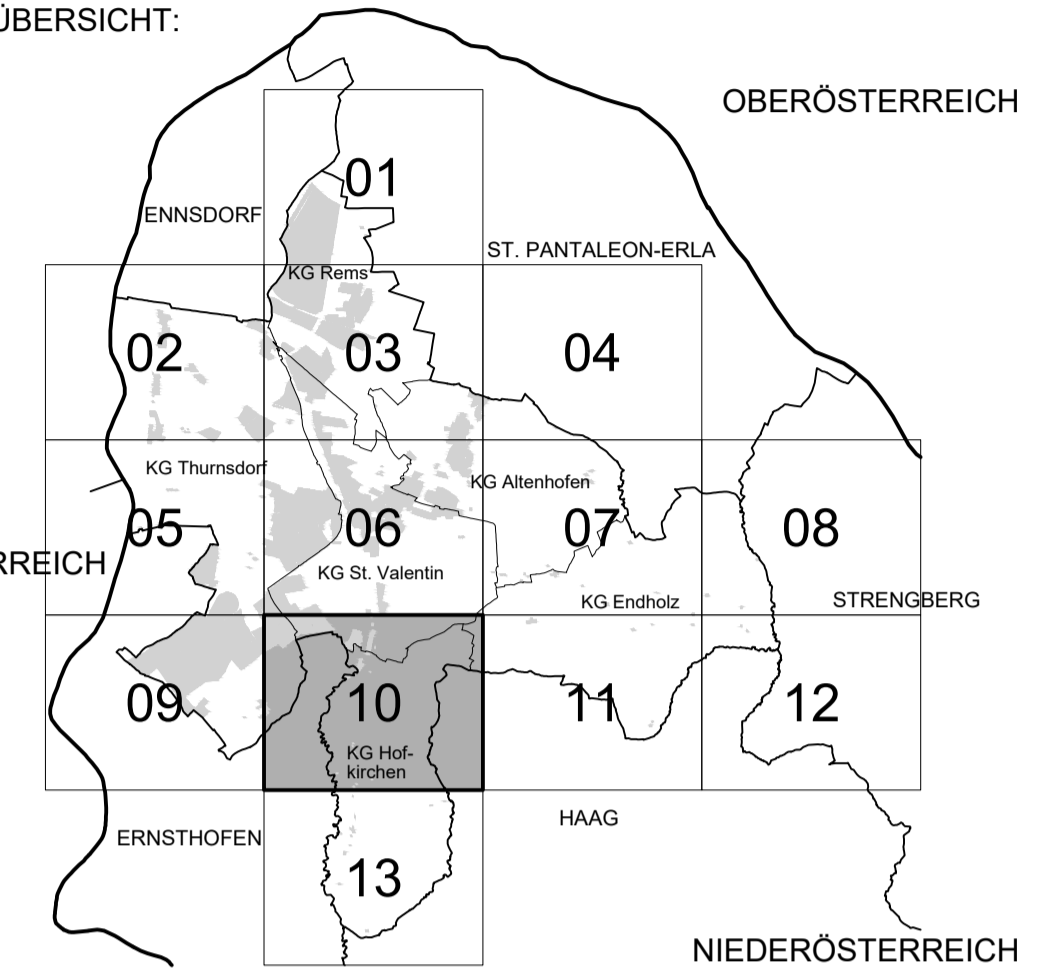 ÜBERSICHT:
OBERÖSTERREICH
01
ENNSDORF
ST. PANTALEON-ERLA
KG Rems
02
03
04
KG Thurnsdorf
KG Altenhofen
05
06
07
08
RREICH
KG St. Valentin
KG Endholz
STRENGBERG
09
10
11
12
KG Hof-
kirchen
ERNSTHOFEN
HAAG
13
NIEDERÖSTERREICH